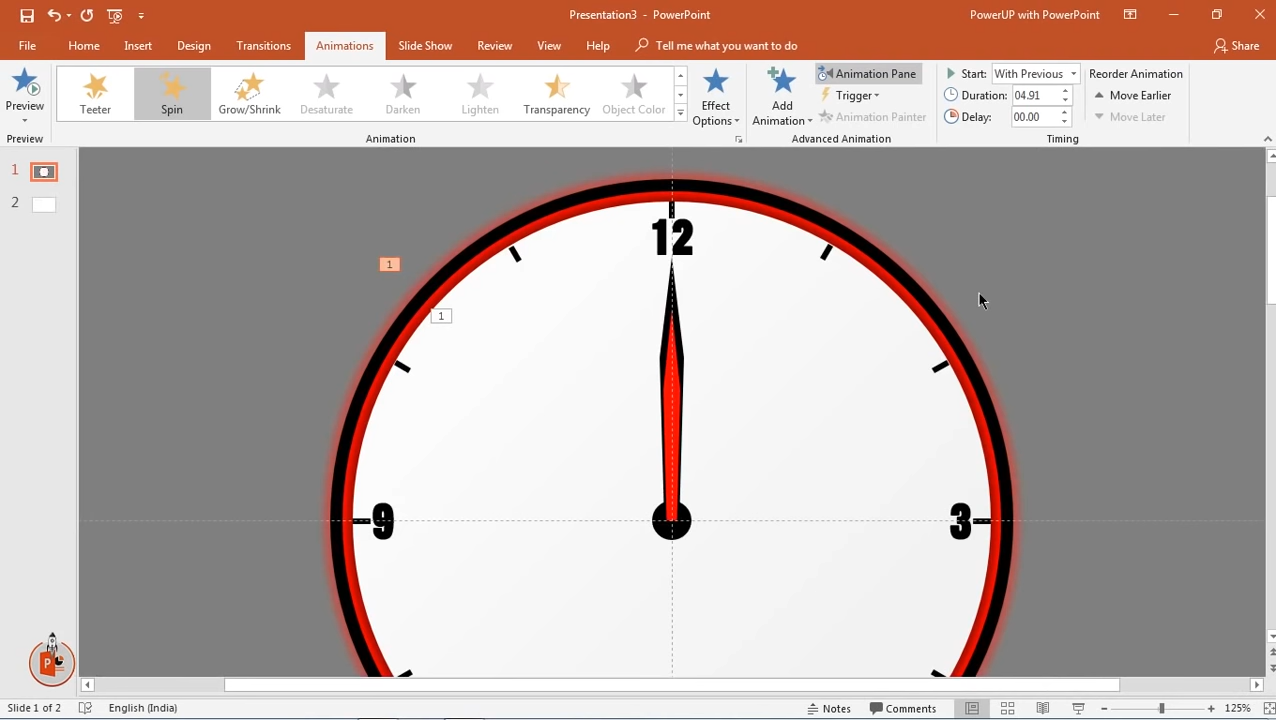 Presentation3 - PowerPoint
PowerUP with PowerPoint
File Home Insert Design Transitions Animations Slide Show Review View Help Tell me what you want to do Share
Preview
Preview
Teeter Spin Grow/Shrink Desaturate Darken Lighten Transparency Object Color
Animation
Effect Options
Add Animation
Animation Pane
Trigger
Animation Painter
Advanced Animation
Start: With Previous
Duration: 04.91
Delay: 00.00
Reorder Animation
Move Earlier
Move Later
Timing
1
2
12
1
1
9
3
P
Slide 1 of 2 English (India) Notes Comments 125%